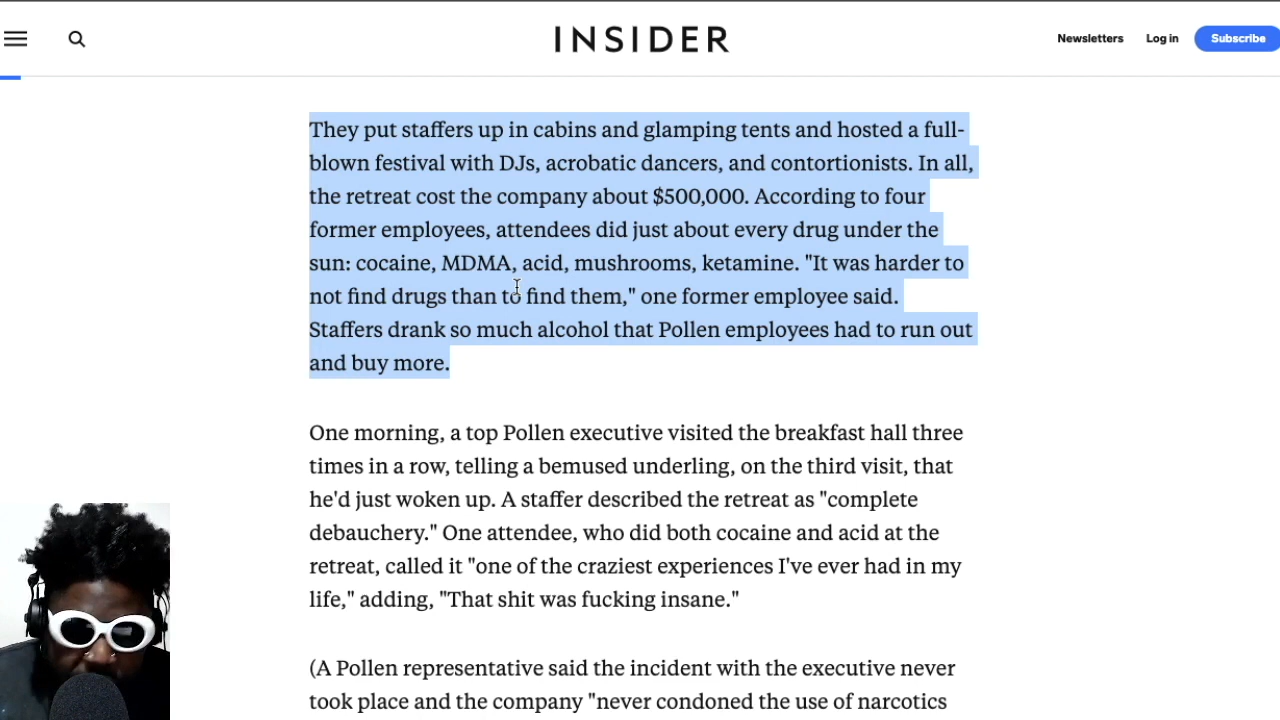 INSIDER
Newsletters
Log in
Subscribe
They put staffers up in cabins and glamping tents and hosted a full-
blown festival with DJs, acrobatic dancers, and contortionists. In all,
the retreat cost the company about $500,000. According to four
former employees, attendees did just about every drug under the
sun: cocaine, MDMA, acid, mushrooms, ketamine. "It was harder to
not find drugs than to find them," one former employee said.
Staffers drank so much alcohol that Pollen employees had to run out
and buy more.
One morning, a top Pollen executive visited the breakfast hall three
times in a row, telling a bemused underling, on the third visit, that
he'd just woken up. A staffer described the retreat as "complete
debauchery." One attendee, who did both cocaine and acid at the
retreat, called it "one of the craziest experiences I've ever had in my
life," adding, "That shit was fucking insane."
(A Pollen representative said the incident with the executive never
took place and the company "never condoned the use of narcotics